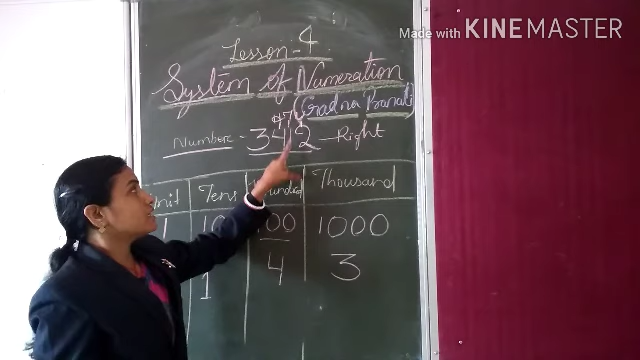 Made with KINEMASTER
Lesson-4
System of Numeration
(Gadna Pranali)
Number - 3412 - Right
Unit Tens Hundred Thousand
1 10 100 1000
1 4 3